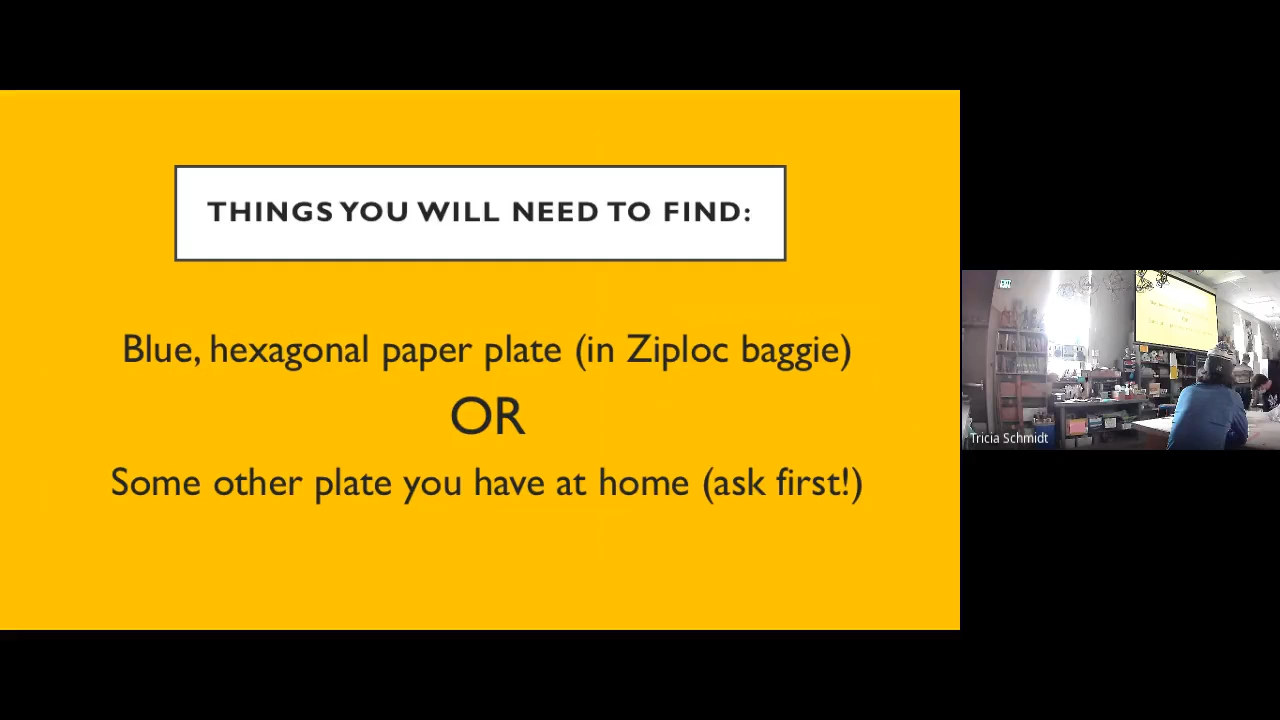 THINGS YOU WILL NEED TO FIND:
Blue, hexagonal paper plate (in Ziploc baggie)
OR
Some other plate you have at home (ask first!)
Tricia Schmidt